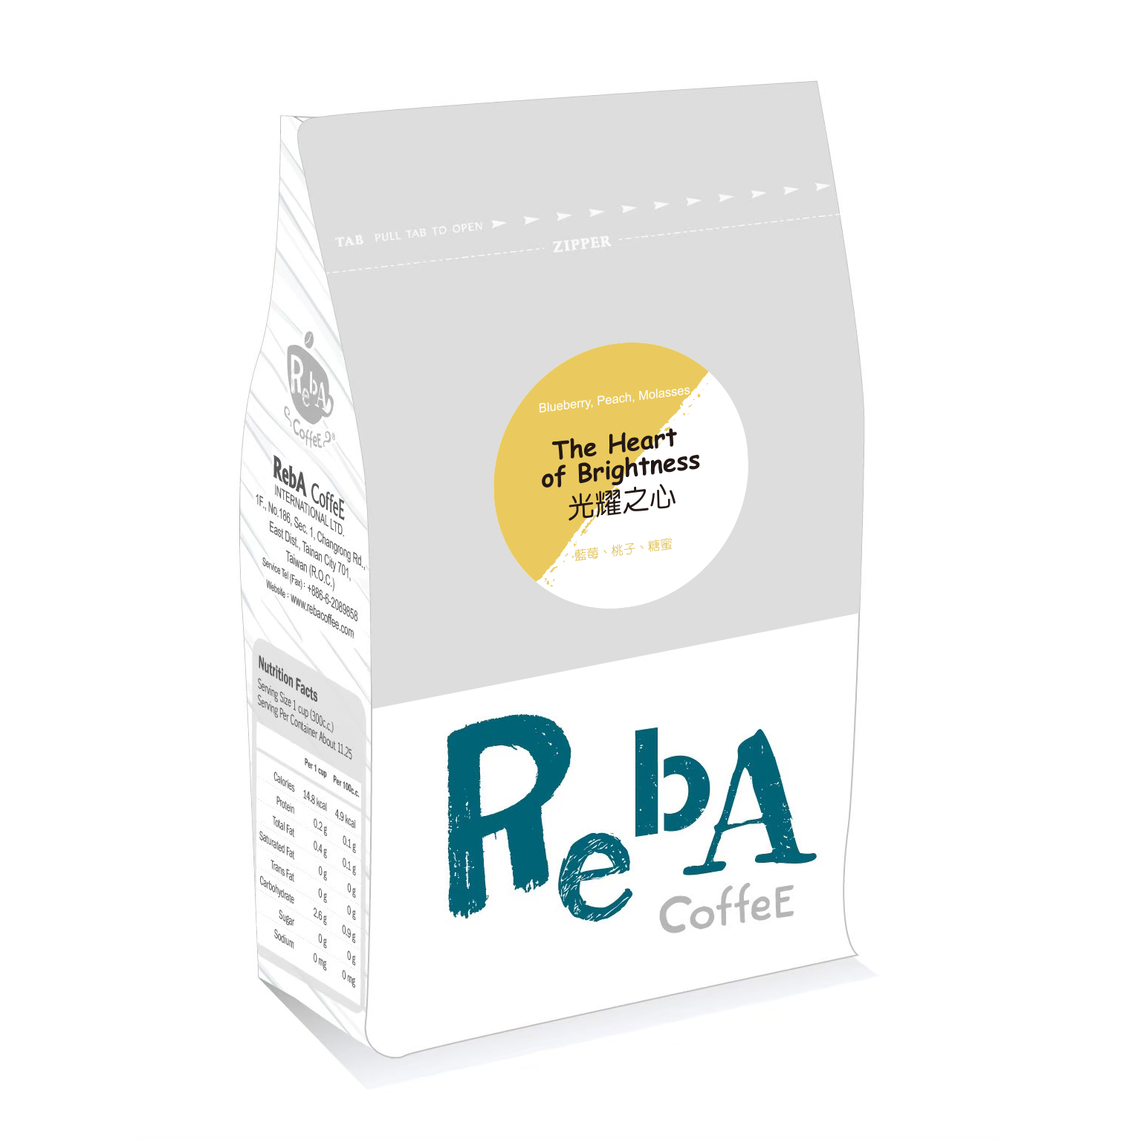 TAB PULL TAB TO OPEN
ZIPPER
Blueberry, Peach, Molasses
The Heart
of Brightness
光耀之心
藍莓、桃子、糖蜜
RebA
CoffeE
RebA
CoffeE®
RebA CoffeE
INTERNATIONAL LTD.
1F., No.186, Sec. 1, Changrong Rd.,
East Dist., Tainan City 701,
Taiwan (R.O.C.)
Service Tel (Fax) : +886-6-2089858
Website : www.rebacoffee.com
Nutrition Facts
Serving Size 1 cup (300c.c.)
Serving Per Container About 11.25
Per 1 cup Per 100c.c.
Calories 14.8 kcal 4.9 kcal
Protein 0.2 g 0.1 g
Total Fat 0.4 g 0.1 g
Saturated Fat 0 g 0 g
Trans Fat 0 g 0 g
Carbohydrate 2.6 g 0.9 g
Sugar 0 g 0 g
Sodium 0 mg 0 mg